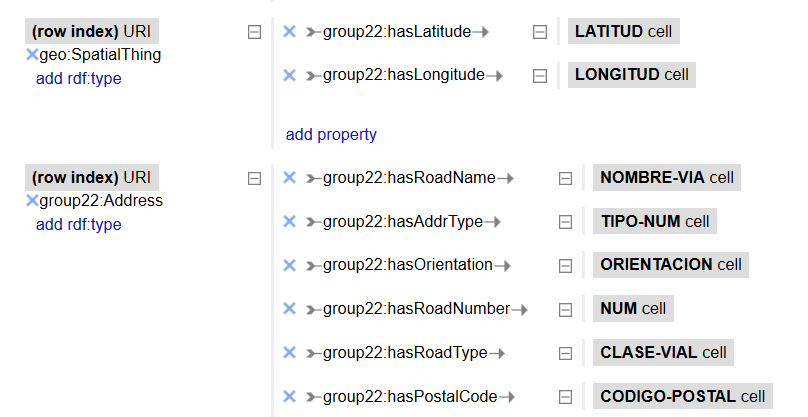 (row index) URI group22:hasLatitude LATITUD cell
geo:SpatialThing
add rdf:type group22:hasLongitude LONGITUD cell
add property
(row index) URI group22:hasRoadName NOMBRE-VIA cell
group22:Address
add rdf:type group22:hasAddrType TIPO-NUM cell
group22:hasOrientation ORIENTACION cell
group22:hasRoadNumber NUM cell
group22:hasRoadType CLASE-VIAL cell
group22:hasPostalCode CODIGO-POSTAL cell